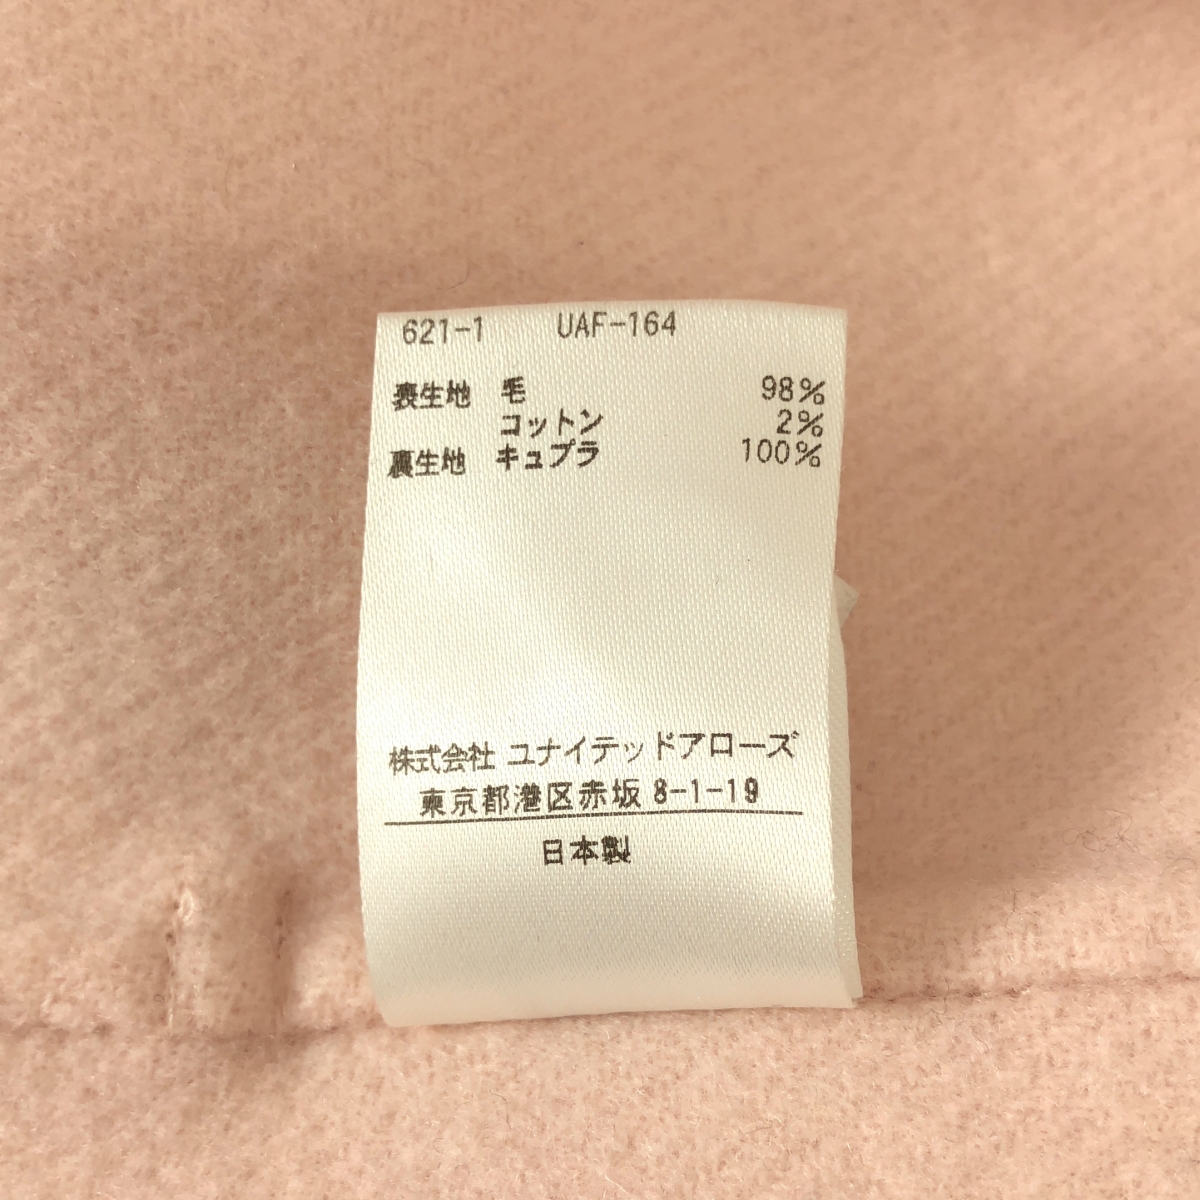 621-1 UAF-164
表生地 毛 98%
コットン 2%
裏生地 キュプラ 100%
株式会社 ユナイテッドアローズ
東京都港区赤坂 8-1-19
日本製